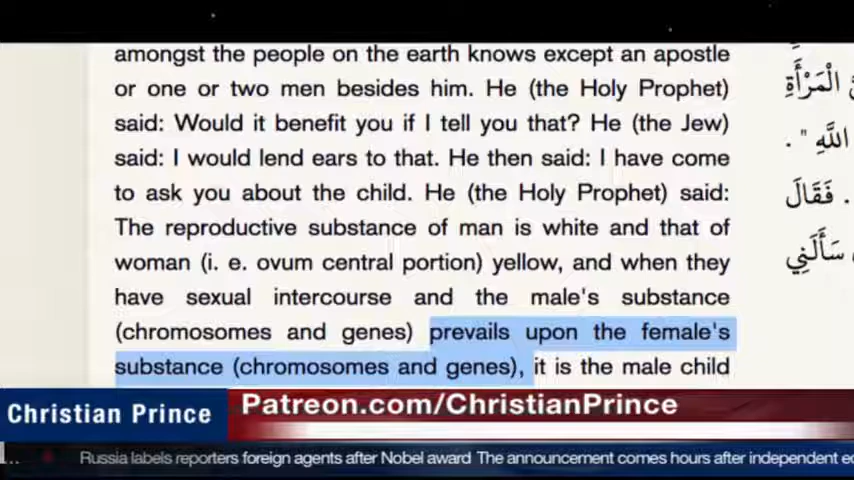 amongst the people on the earth knows except an apostle
or one or two men besides him. He (the Holy Prophet)
said: Would it benefit you if I tell you that? He (the Jew)
said: I would lend ears to that. He then said: I have come
to ask you about the child. He (the Holy Prophet) said:
The reproductive substance of man is white and that of
woman (i. e. ovum central portion) yellow, and when they
have sexual intercourse and the male's substance
(chromosomes and genes) prevails upon the female's
substance (chromosomes and genes), it is the male child
الْمَرْأَةِ
اللَّهِ " .
. فَقَالَ
سَأَلَنِي
Christian Prince
Patreon.com/ChristianPrince
... Russia labels reporters foreign agents after Nobel award The announcement comes hours after independent